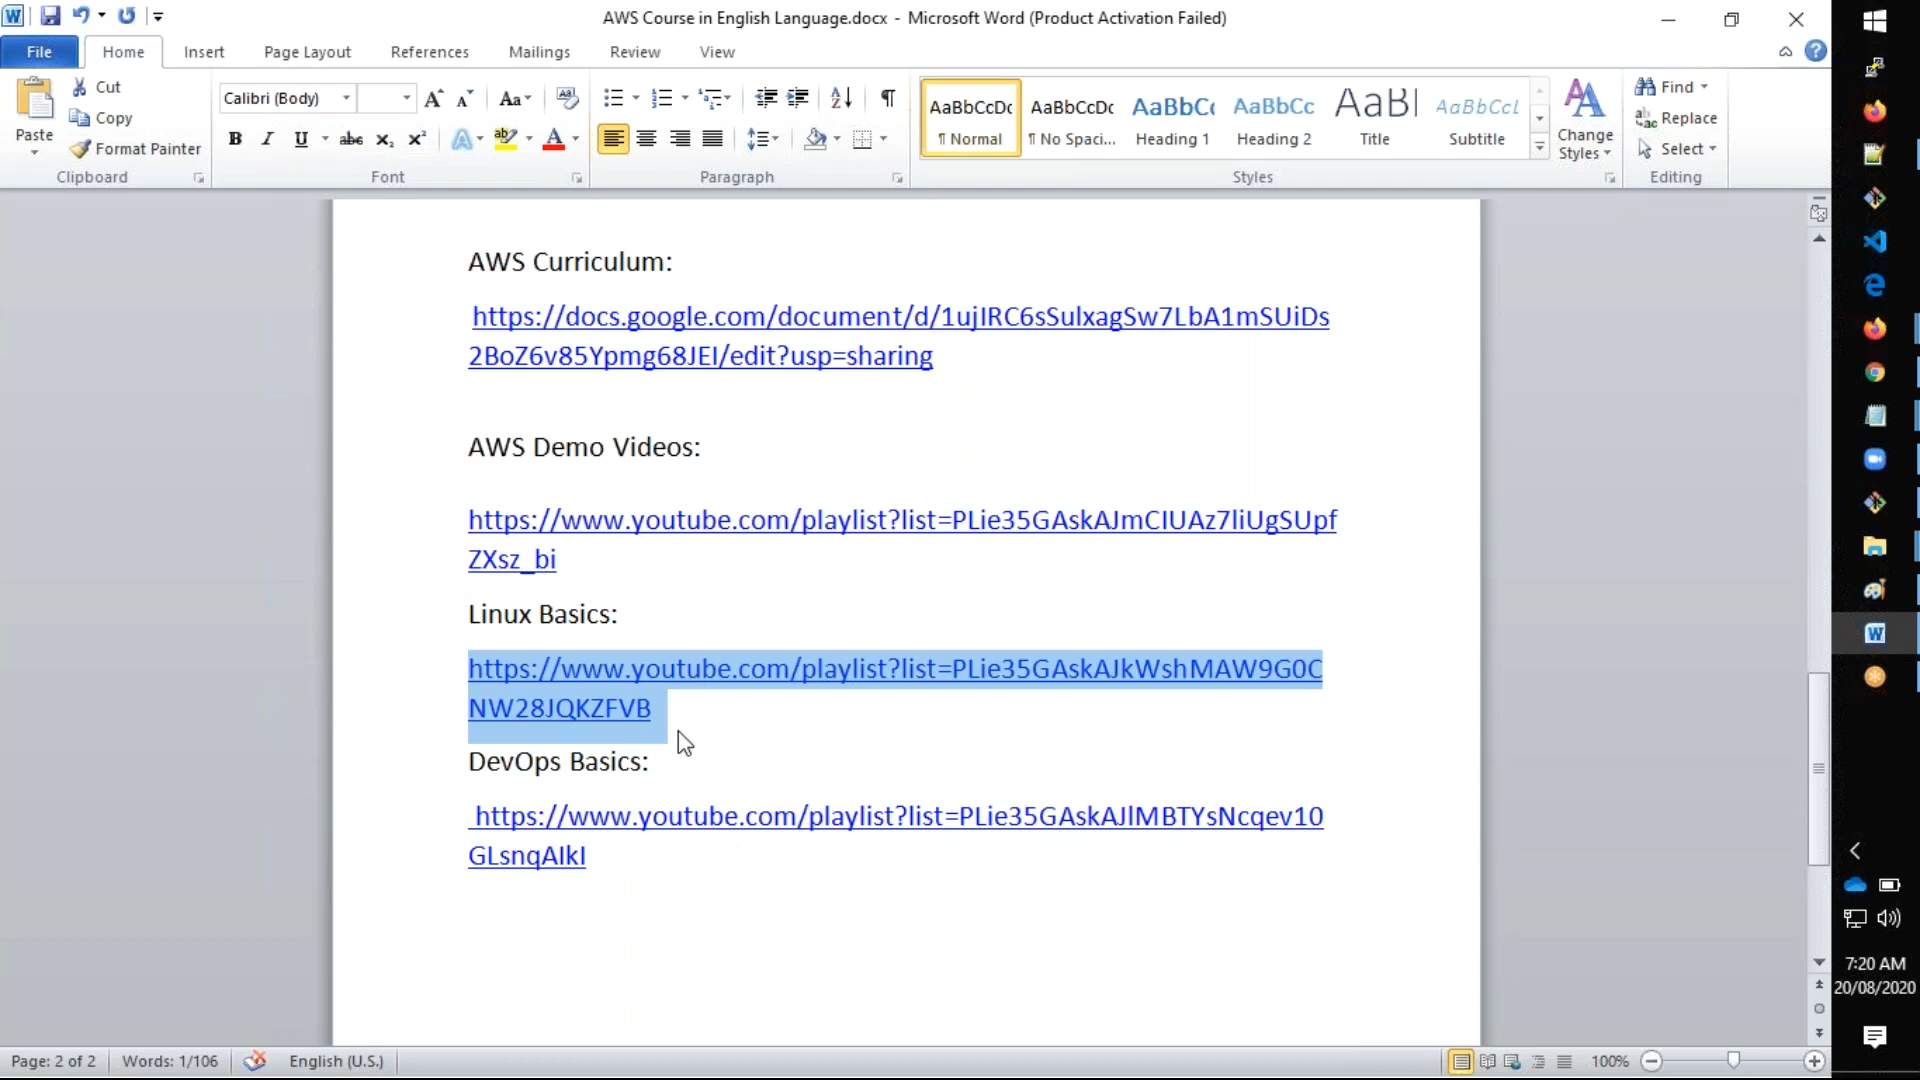 AWS Course in English Language.docx - Microsoft Word (Product Activation Failed)
File Home Insert Page Layout References Mailings Review View
Paste
Cut
Copy
Format Painter
Clipboard
Calibri (Body)
Font
Paragraph
AaBbCcDc AaBbCcDc AaBbC AaBbCc AaB AaBbCcL
¶ Normal ¶ No Spaci... Heading 1 Heading 2 Title Subtitle
Styles
Change Styles
Find
Replace
Select
Editing
AWS Curriculum:
https://docs.google.com/document/d/1ujIRC6sSulxagSw7LbA1mSUiDs
2BoZ6v85Ypmg68JEI/edit?usp=sharing
AWS Demo Videos:
https://www.youtube.com/playlist?list=PLie35GAskAJmCIUAz7liUgSUpf
ZXsz_bi
Linux Basics:
https://www.youtube.com/playlist?list=PLie35GAskAJkWshMAW9G0C
NW28JQKZFVB
DevOps Basics:
https://www.youtube.com/playlist?list=PLie35GAskAJlMBTYsNcqev10
GLsnqAIkI
7:20 AM
20/08/2020
Page: 2 of 2 Words: 1/106 English (U.S.) 100%